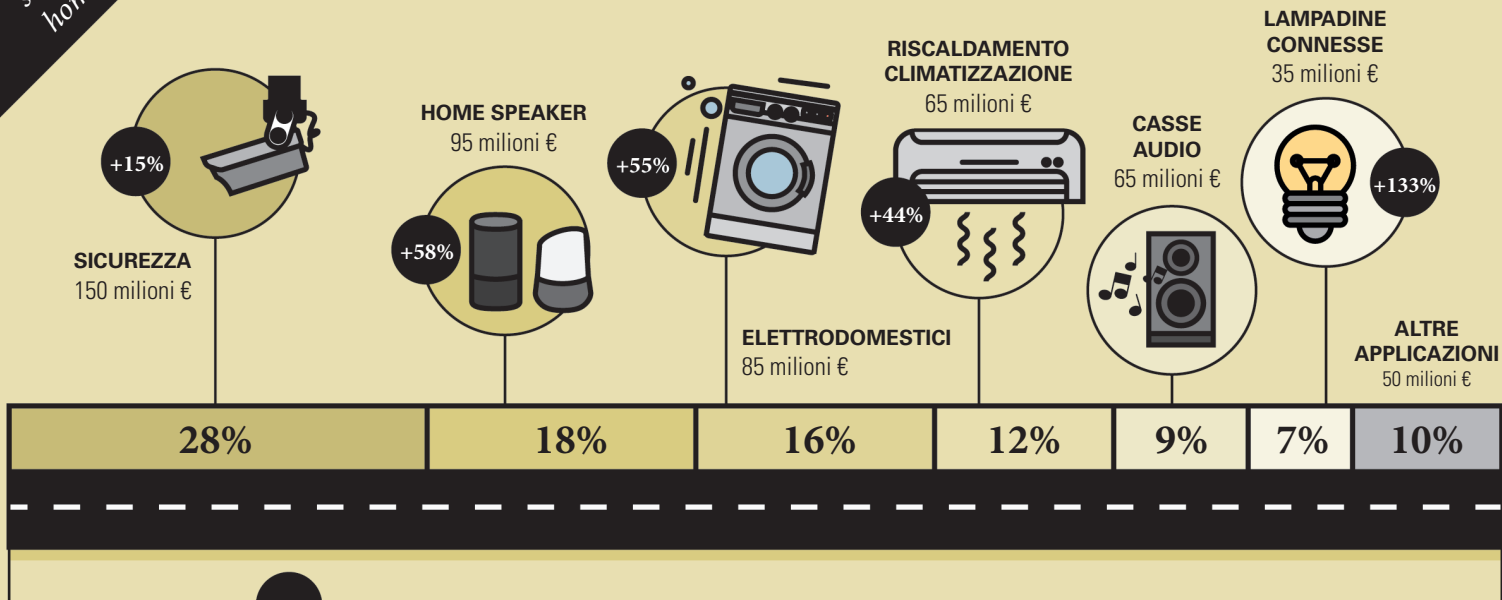 +15%
SICUREZZA
150 milioni €
HOME SPEAKER
95 milioni €
+58%
+55%
ELETTRODOMESTICI
85 milioni €
RISCALDAMENTO
CLIMATIZZAZIONE
65 milioni €
+44%
CASSE
AUDIO
65 milioni €
LAMPADINE
CONNESSE
35 milioni €
+133%
ALTRE
APPLICAZIONI
50 milioni €
28%
18%
16%
12%
9%
7%
10%